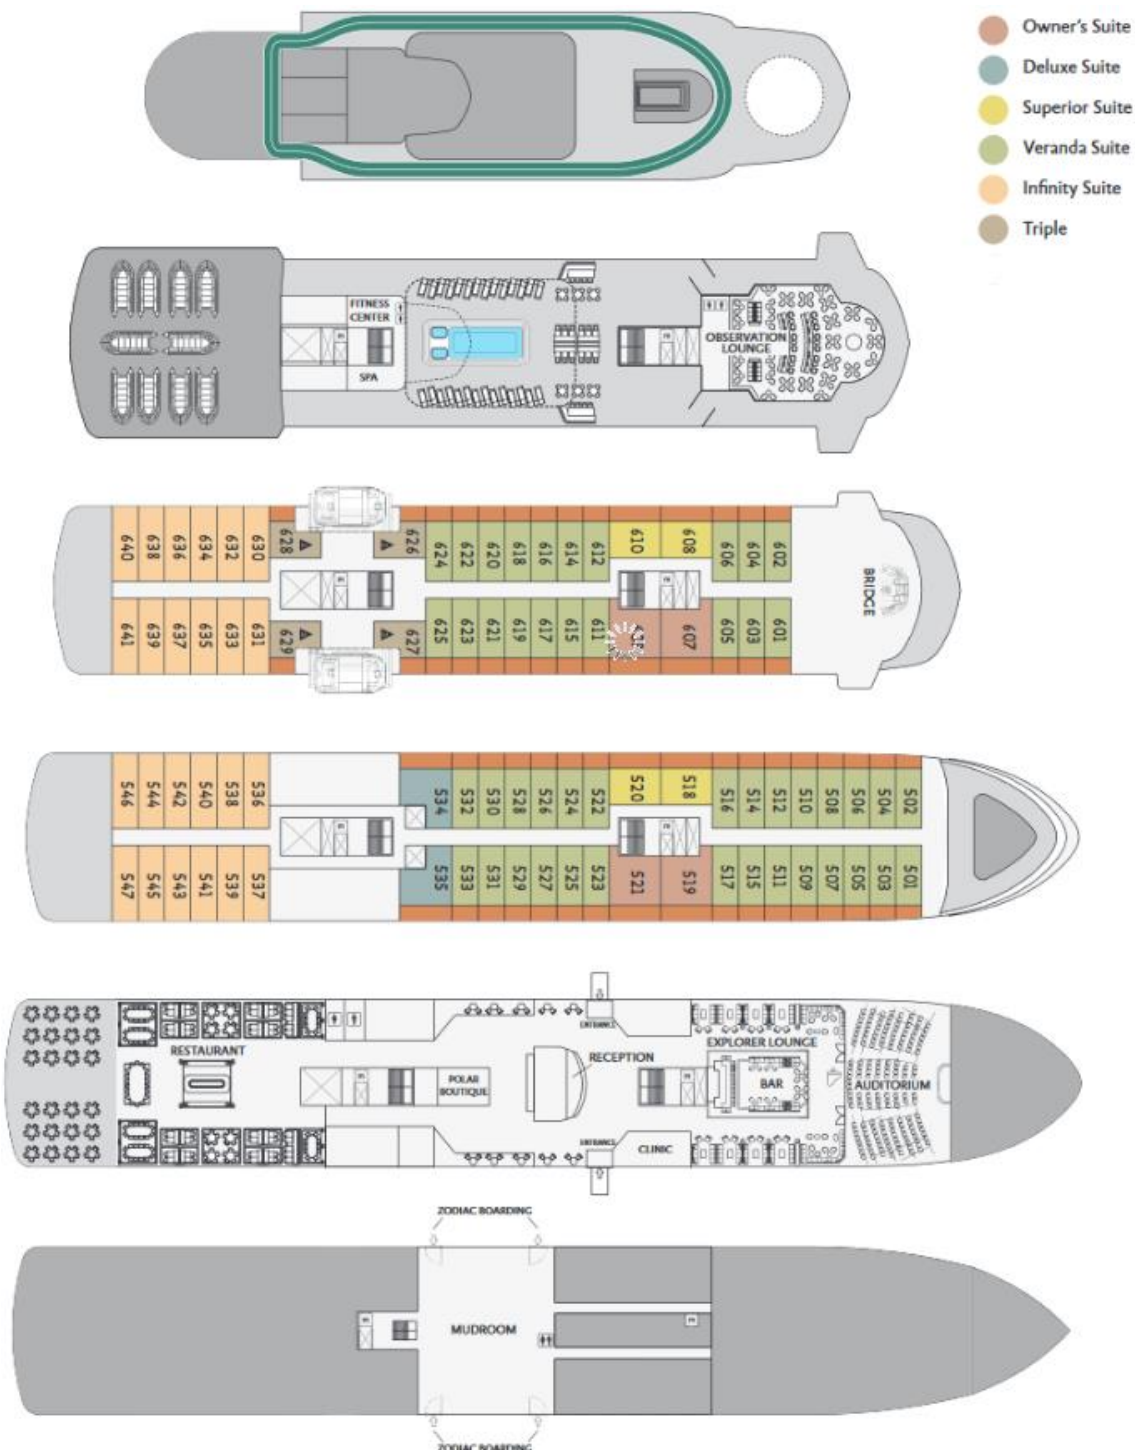 Owner's Suite
Deluxe Suite
Superior Suite
Veranda Suite
Infinity Suite
Triple
FITNESS
CENTER
SPA
OBSERVATION
LOUNGE
640 638 636 634 632 630 628 626 624 622 620 618 616 614 612 610 608 606 604 602
BRIDGE
641 639 637 635 633 631 629 627 625 623 621 619 617 615 611 607 605 603 601
546 544 542 540 538 536 534 532 530 528 526 524 522 520 518 516 514 512 510 508 506 504 502
547 545 543 541 539 537 535 533 531 529 527 525 523 521 519 517 515 511 509 507 505 503 501
ENTRANCE
RESTAURANT
RECEPTION
EXPLORER LOUNGE
POLAR
BOUTIQUE
BAR
AUDITORIUM
ENTRANCE
CLINIC
ZODIAC BOARDING
MUDROOM
ZODIAC BOARDING